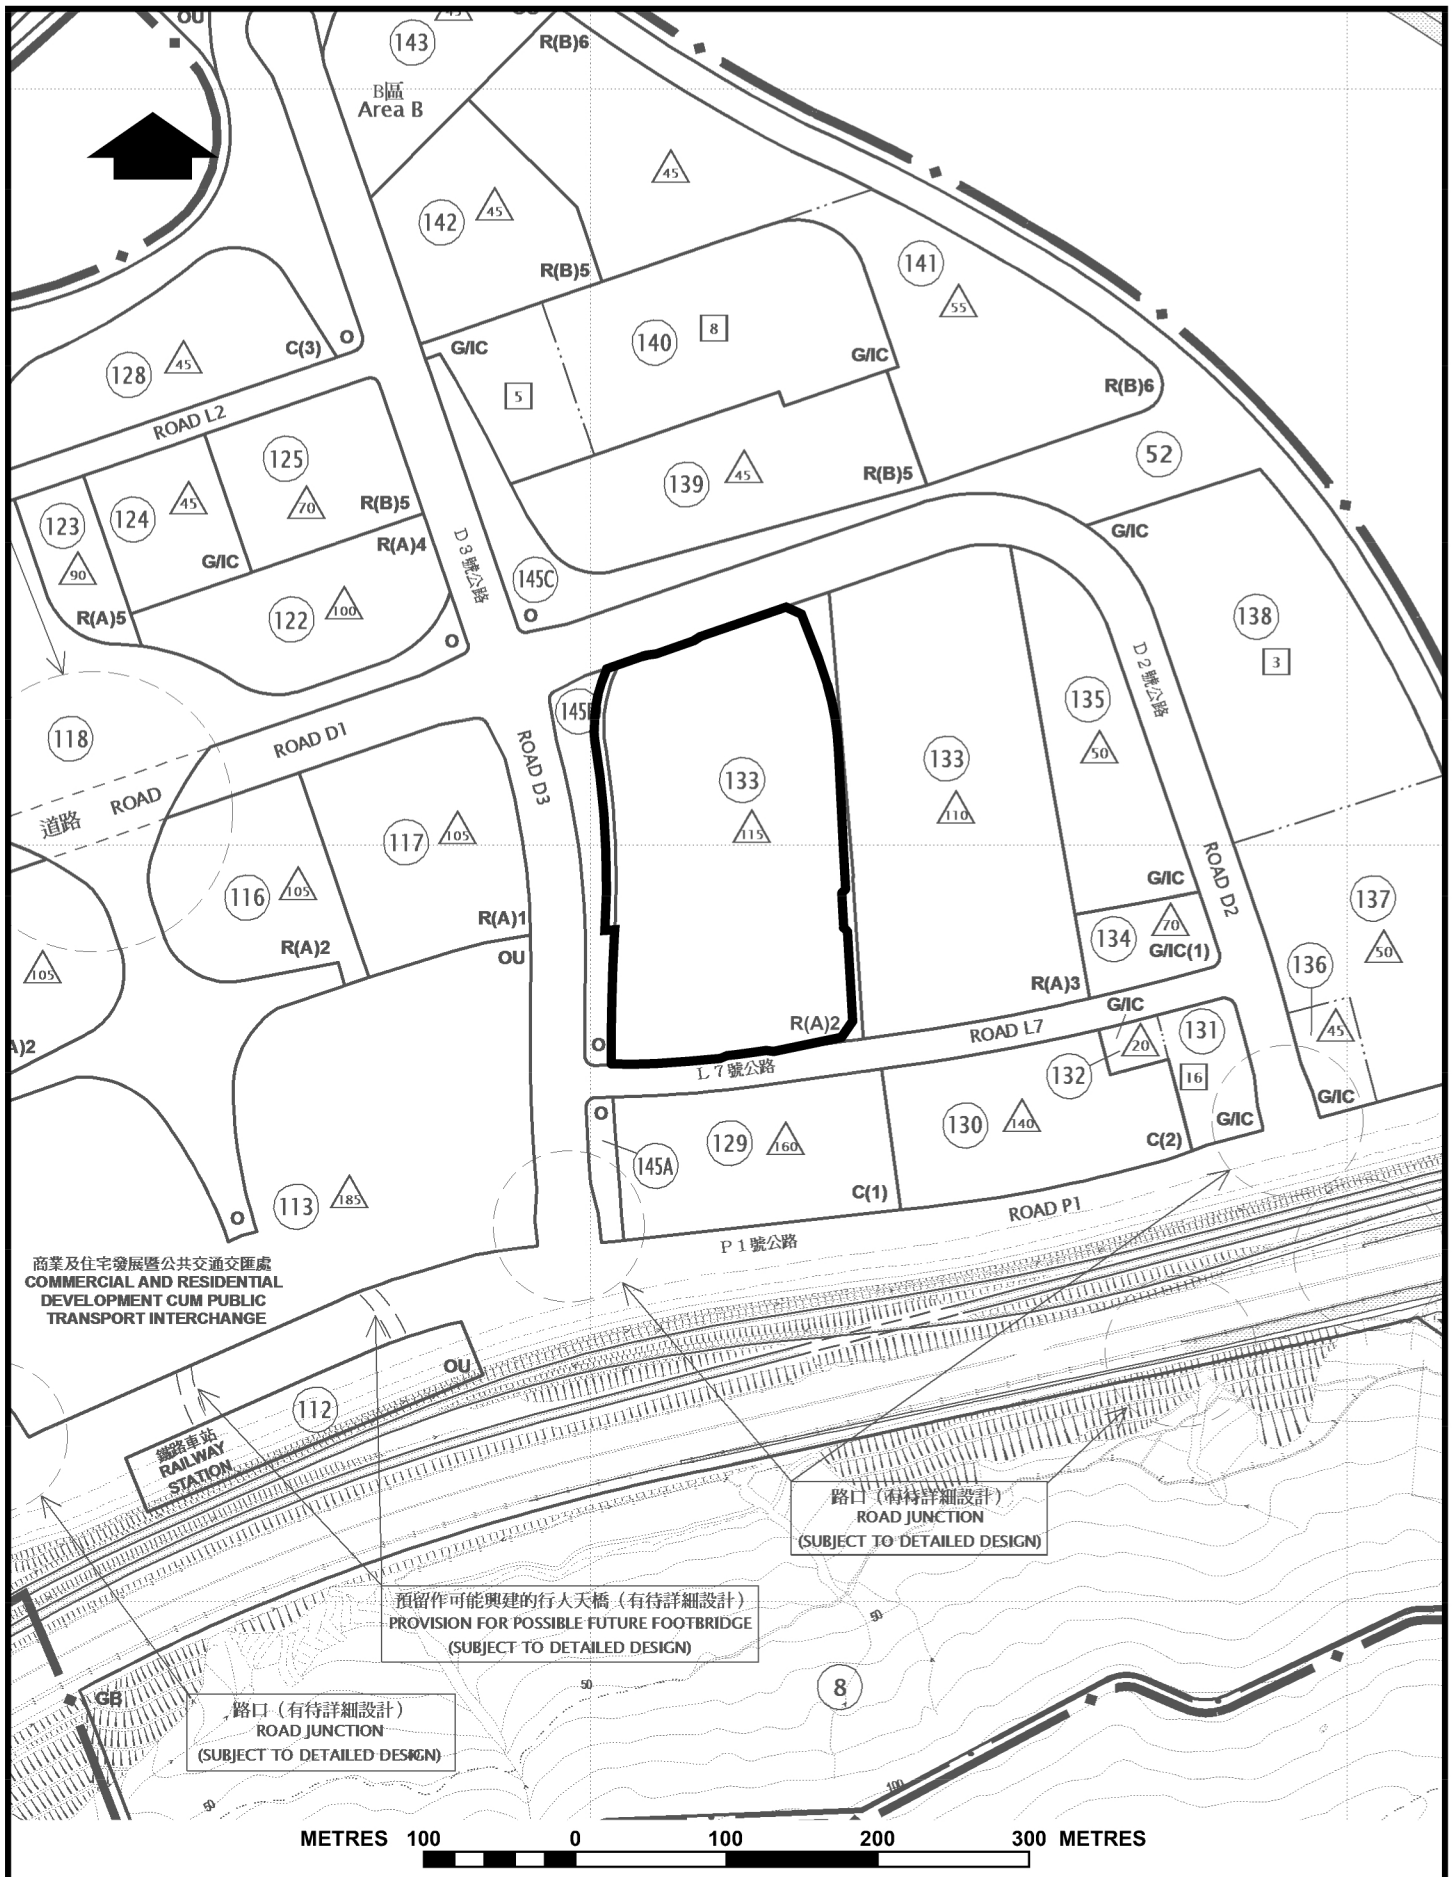 OU
143
45
R(B)6
B區
Area B
45
142
45
R(B)5
141
55
128
45
C(3)
O
G/IC
140
8
G/IC
5
R(B)6
ROAD L2
125
70
R(B)5
139
45
R(B)5
52
123
90
124
45
G/IC
R(A)4
R(A)5
122
100
O
D3號公路
145C
O
G/IC
138
3
118
ROAD D1
145
D2號公路
道路 ROAD
ROAD D3
133
115
133
110
135
50
117
105
R(A)1
116
105
R(A)2
OU
G/IC
ROAD D2
137
50
134
70
G/IC(1)
136
45
G/IC
105
A)2
R(A)3
R(A)2
O
ROAD L7
L7號公路
G/IC
20
132
131
16
G/IC
O
145A
129
160
C(1)
130
140
C(2)
113
185
O
ROAD P1
P1號公路
商業及住宅發展暨公共交通交匯處
COMMERCIAL AND RESIDENTIAL
DEVELOPMENT CUM PUBLIC
TRANSPORT INTERCHANGE
OU
112
鐵路車站
RAILWAY
STATION
路口（有待詳細設計）
ROAD JUNCTION
(SUBJECT TO DETAILED DESIGN)
預留作可能興建的行人天橋（有待詳細設計）
PROVISION FOR POSSIBLE FUTURE FOOTBRIDGE
(SUBJECT TO DETAILED DESIGN)
50
50
8
GB
路口（有待詳細設計）
ROAD JUNCTION
(SUBJECT TO DETAILED DESIGN)
50
100
METRES 100 0 100 200 300 METRES